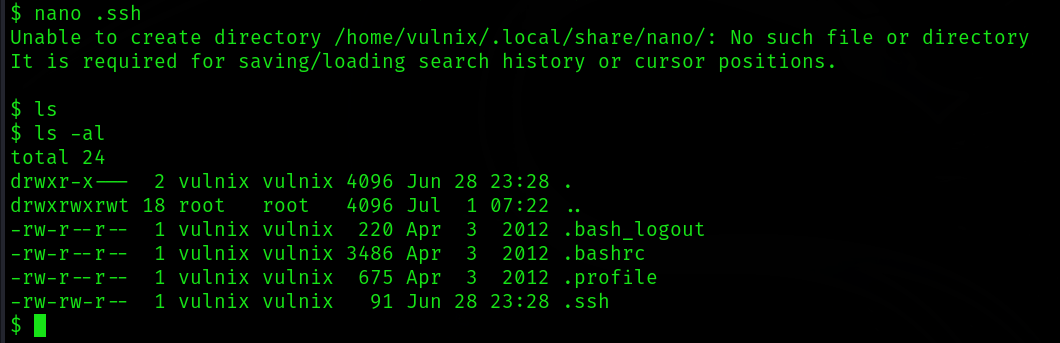 $ nano .ssh
Unable to create directory /home/vulnix/.local/share/nano/: No such file or directory
It is required for saving/loading search history or cursor positions.
$ ls
$ ls -al
total 24
drwxr-x---  2 vulnix vulnix 4096 Jun 28 23:28 .
drwxrwxrwt 18 root   root   4096 Jul  1 07:22 ..
-rw-r--r--  1 vulnix vulnix  220 Apr  3  2012 .bash_logout
-rw-r--r--  1 vulnix vulnix 3486 Apr  3  2012 .bashrc
-rw-r--r--  1 vulnix vulnix  675 Apr  3  2012 .profile
-rw-rw-r--  1 vulnix vulnix   91 Jun 28 23:28 .ssh
$